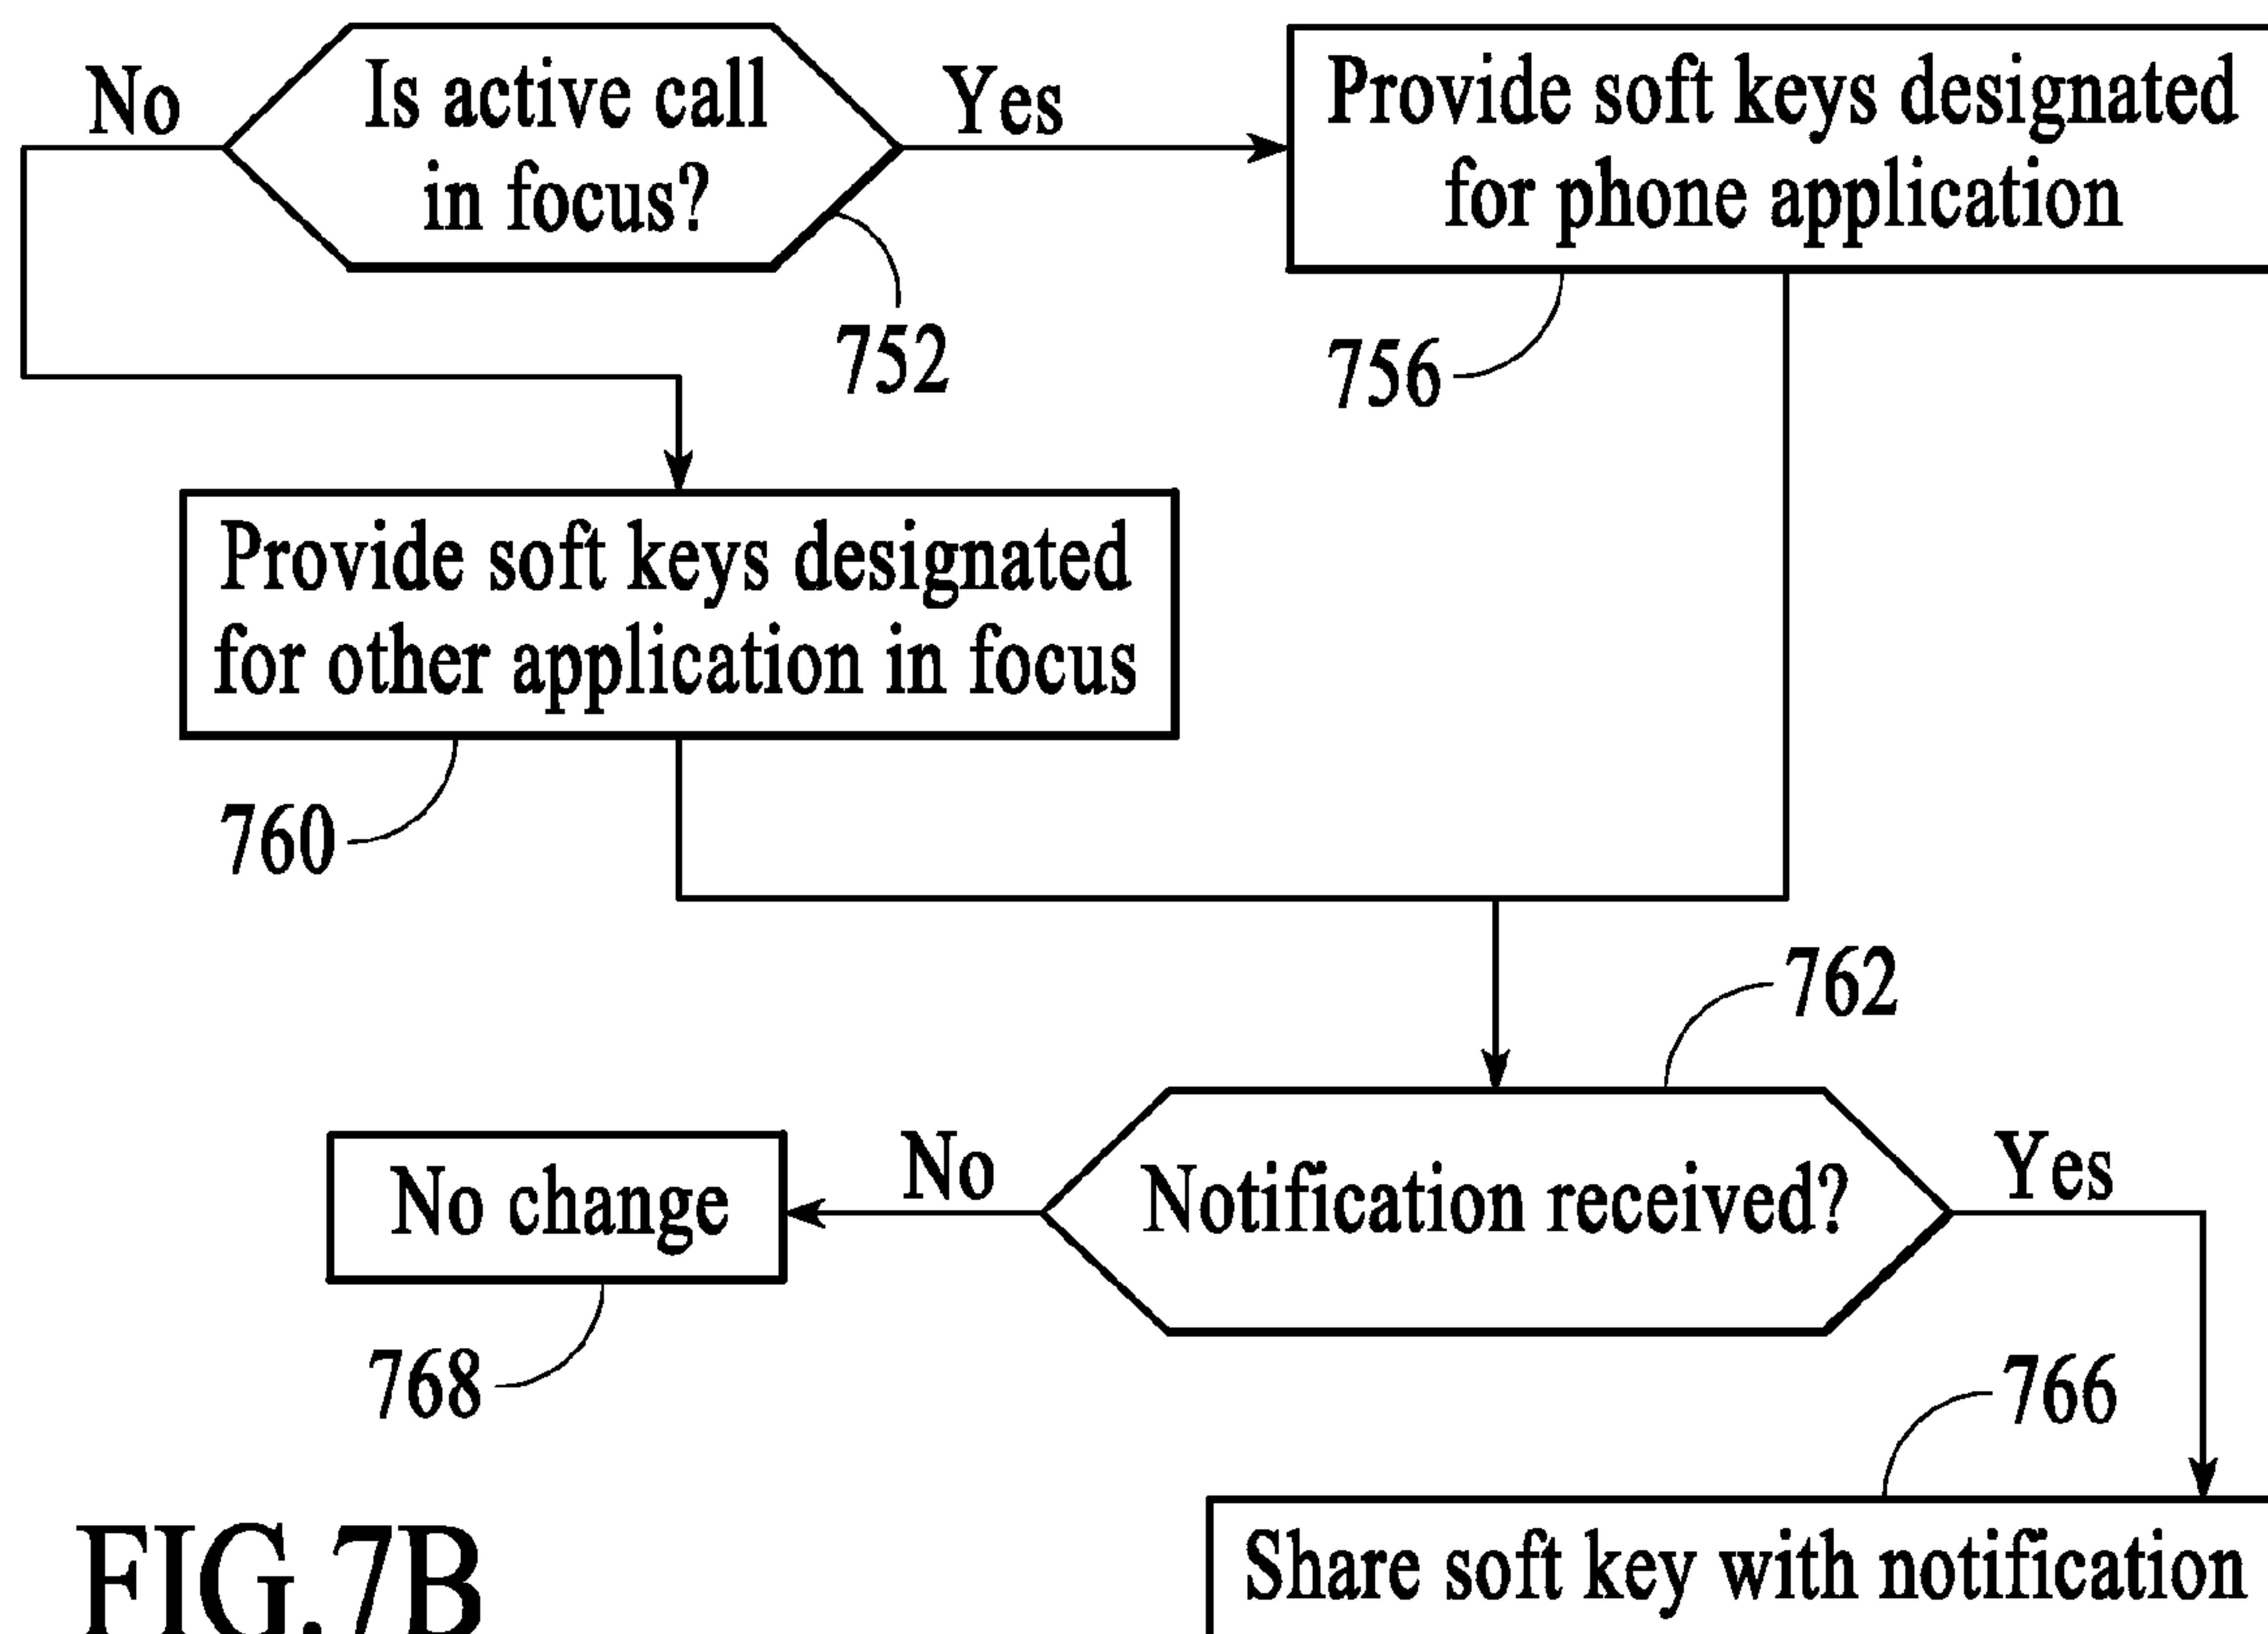 No
Is active call
in focus?
Yes
Provide soft keys designated
for phone application
752
756
Provide soft keys designated
for other application in focus
760
762
No change
No
Notification received?
Yes
768
766
Share soft key with notification
FIG.7B